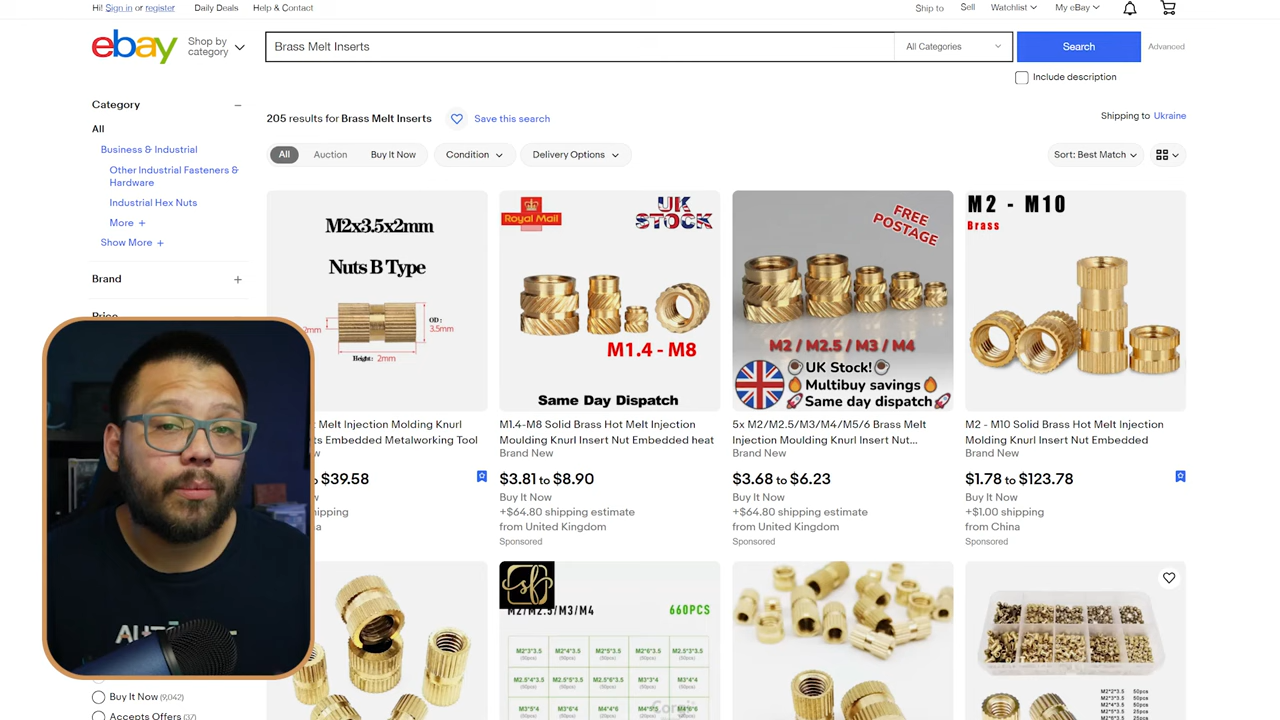 Hi! Sign in or register
Daily Deals
Help & Contact
Ship to
Sell
Watchlist
My eBay
ebay
Shop by
category
Brass Melt Inserts
All Categories
Search
Advanced
Include description
Category
All
Business & Industrial
Other Industrial Fasteners &
Hardware
Industrial Hex Nuts
More +
Show More +
Brand
Price
205 results for Brass Melt Inserts
Save this search
Shipping to Ukraine
All
Auction
Buy It Now
Condition
Delivery Options
Sort: Best Match
M2x3.5x2mm
Nuts B Type
OD :
3.5mm
Height: 2mm
Melt Injection Molding Knurl
Embedded Metalworking Tool
$39.58
Royal Mail
UK
STOCK
M1.4 - M8
Same Day Dispatch
M1.4-M8 Solid Brass Hot Melt Injection
Moulding Knurl Insert Nut Embedded heat
Brand New
$3.81 to $8.90
Buy It Now
+$64.80 shipping estimate
from United Kingdom
Sponsored
FREE
POSTAGE
M2 / M2.5 / M3 / M4
UK Stock!
Multibuy savings
Same day dispatch
5x M2/M2.5/M3/M4/M5/6 Brass Melt
Injection Moulding Knurl Insert Nut...
Brand New
$3.68 to $6.23
Buy It Now
+$64.80 shipping estimate
from United Kingdom
Sponsored
M2 - M10
Brass
M2 - M10 Solid Brass Hot Melt Injection
Molding Knurl Insert Nut Embedded
Brand New
$1.78 to $123.78
Buy It Now
+$1.00 shipping
from China
Sponsored
M2/M2.5/M3/M4
660PCS
Buy It Now (9,042)
Accepts Offers (37)